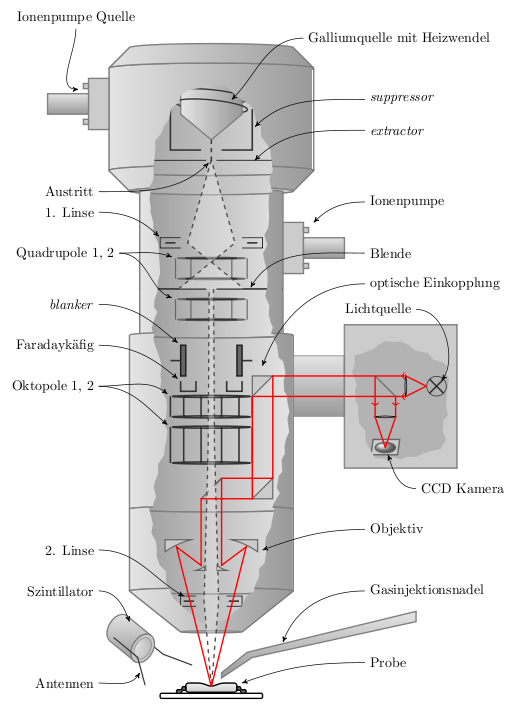 Ionenpumpe Quelle
Galliumquelle mit Heizwendel
suppressor
extractor
Austritt
1. Linse
Ionenpumpe
Quadrupole 1, 2
Blende
optische Einkopplung
blanker
Lichtquelle
Faradaykäfig
Oktopole 1, 2
CCD Kamera
Objektiv
2. Linse
Szintillator
Gasinjektionsnadel
Probe
Antennen